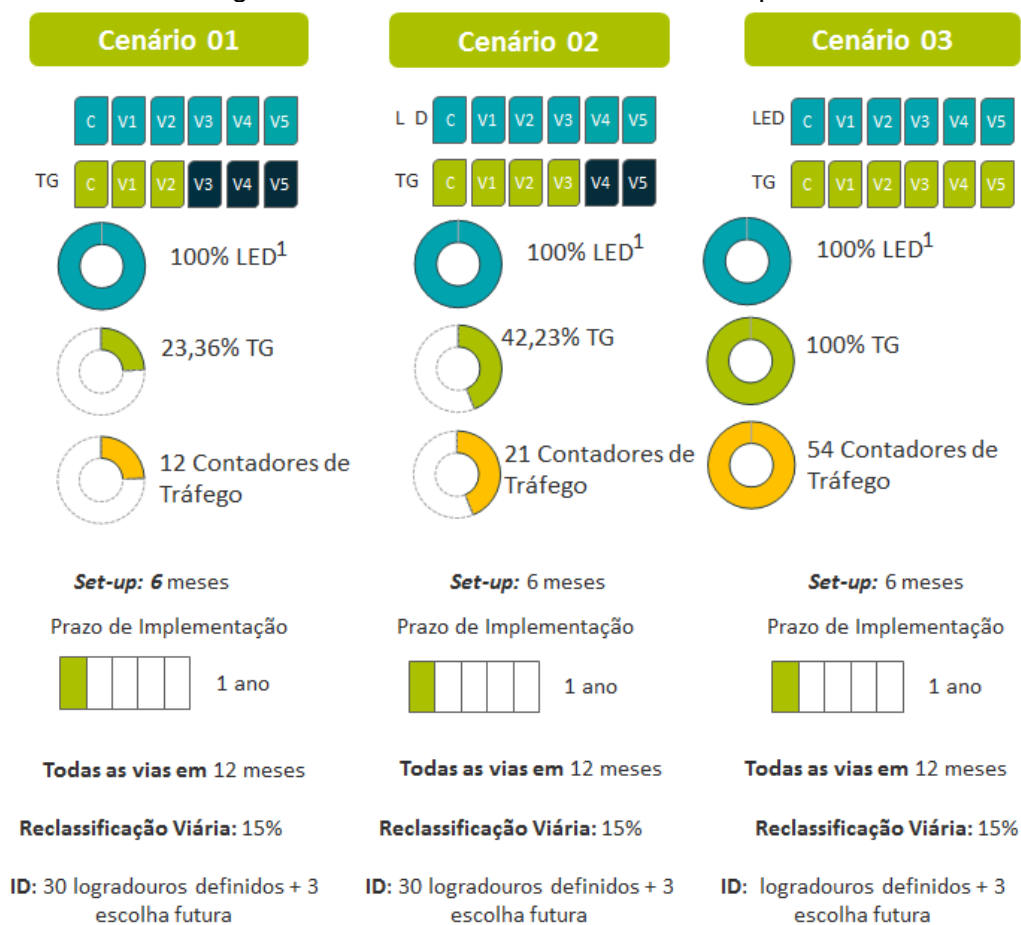 Cenário 01
C V1 V2 V3 V4 V5
TG C V1 V2 V3 V4 V5
100% LED1
23,36% TG
12 Contadores de
Tráfego
Set-up: 6 meses
Prazo de Implementação
1 ano
Todas as vias em 12 meses
Reclassificação Viária: 15%
ID: 30 logradouros definidos + 3
escolha futura
Cenário 02
L D C V1 V2 V3 V4 V5
TG C V1 V2 V3 V4 V5
100% LED1
42,23% TG
21 Contadores de
Tráfego
Set-up: 6 meses
Prazo de Implementação
1 ano
Todas as vias em 12 meses
Reclassificação Viária: 15%
ID: 30 logradouros definidos + 3
escolha futura
Cenário 03
LED C V1 V2 V3 V4 V5
TG C V1 V2 V3 V4 V5
100% LED1
100% TG
54 Contadores de
Tráfego
Set-up: 6 meses
Prazo de Implementação
1 ano
Todas as vias em 12 meses
Reclassificação Viária: 15%
ID: logradouros definidos + 3
escolha futura